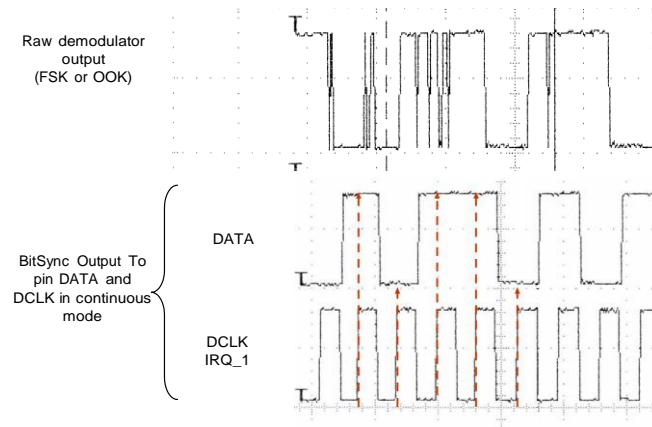 Raw demodulator
output
(FSK or OOK)
BitSync Output To
pin DATA and
DCLK in continuous
mode
DATA
DCLK
IRQ_1